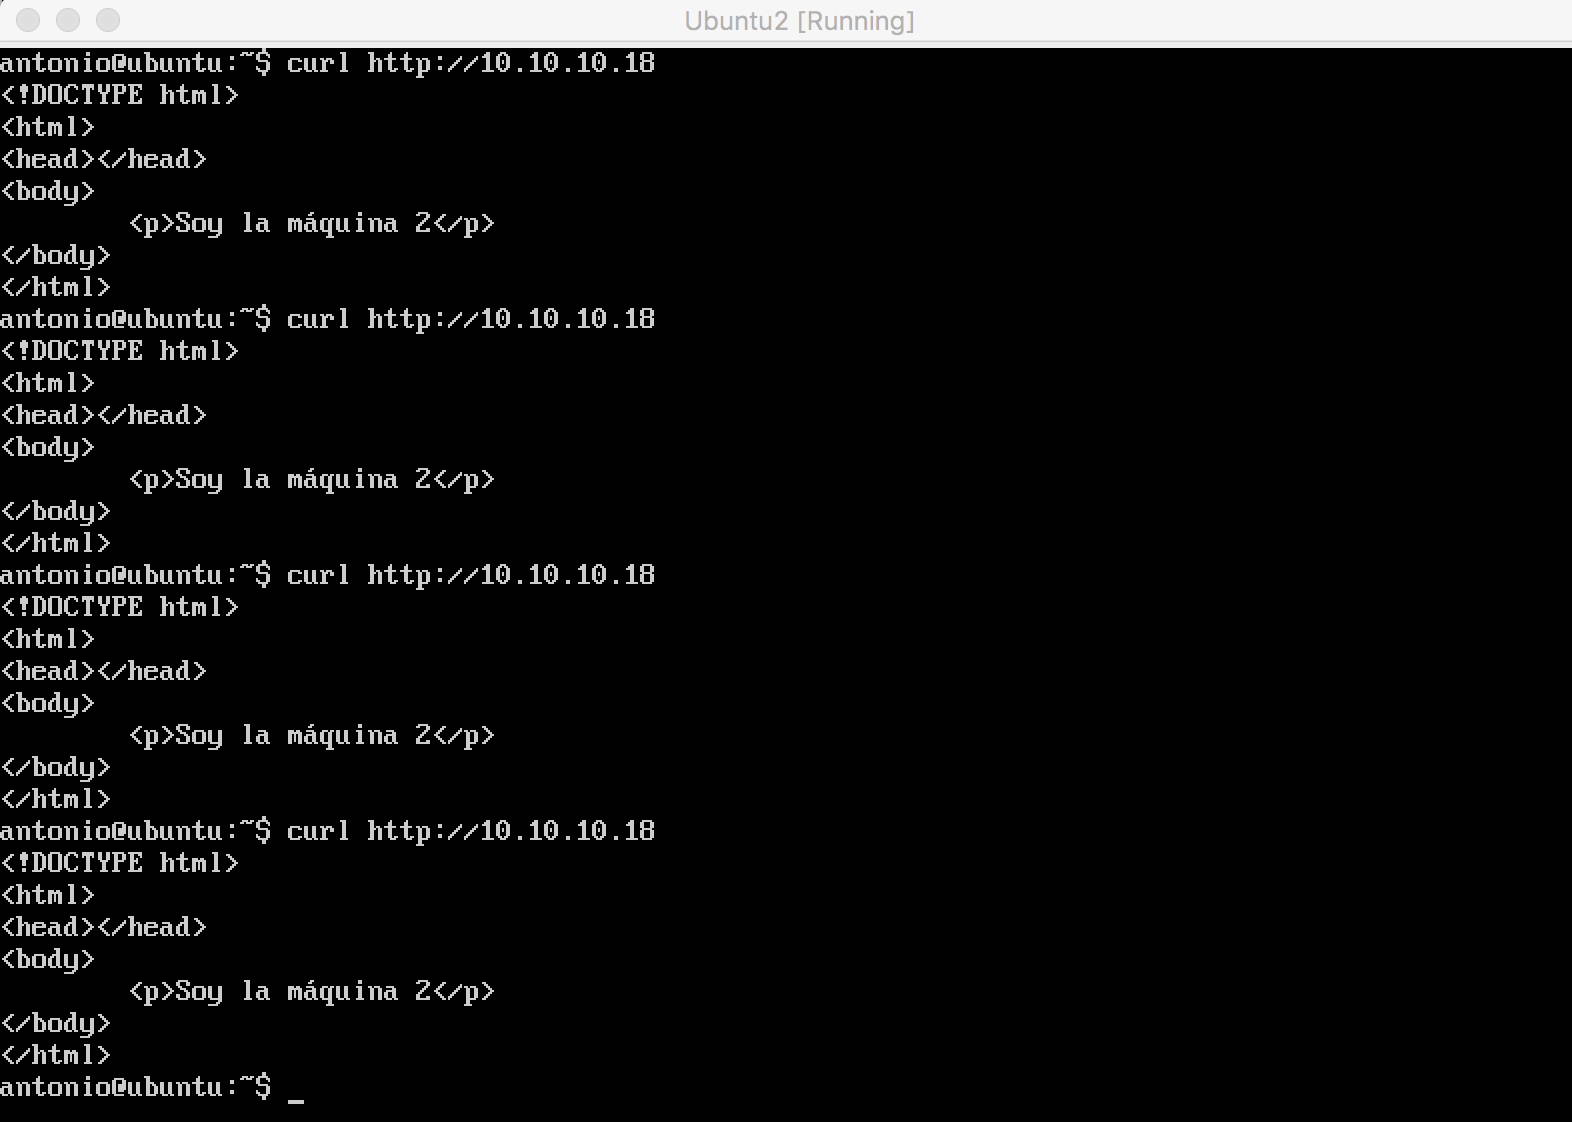 Ubuntu2 [Running]
antonio@ubuntu:~$ curl http://10.10.10.18
<!DOCTYPE html>
<html>
<head></head>
<body>
        <p>Soy la máquina 2</p>
</body>
</html>
antonio@ubuntu:~$ curl http://10.10.10.18
<!DOCTYPE html>
<html>
<head></head>
<body>
        <p>Soy la máquina 2</p>
</body>
</html>
antonio@ubuntu:~$ curl http://10.10.10.18
<!DOCTYPE html>
<html>
<head></head>
<body>
        <p>Soy la máquina 2</p>
</body>
</html>
antonio@ubuntu:~$ curl http://10.10.10.18
<!DOCTYPE html>
<html>
<head></head>
<body>
        <p>Soy la máquina 2</p>
</body>
</html>
antonio@ubuntu:~$ _